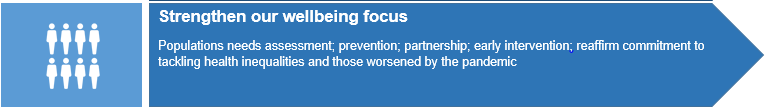 Strengthen our wellbeing focus
Populations needs assessment; prevention; partnership; early intervention; reaffirm commitment to
tackling health inequalities and those worsened by the pandemic